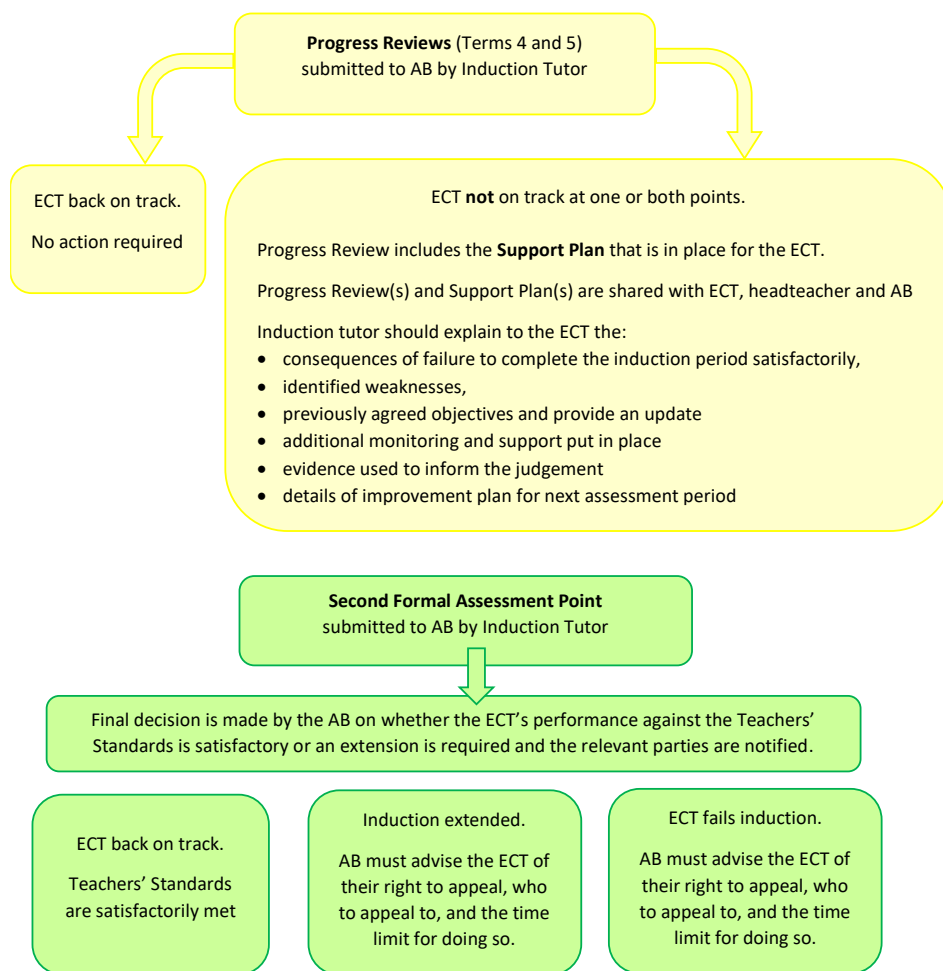 Progress Reviews (Terms 4 and 5)
submitted to AB by Induction Tutor
ECT back on track.
No action required
ECT not on track at one or both points.
Progress Review includes the Support Plan that is in place for the ECT.
Progress Review(s) and Support Plan(s) are shared with ECT, headteacher and AB
Induction tutor should explain to the ECT the:
• consequences of failure to complete the induction period satisfactorily,
• identified weaknesses,
• previously agreed objectives and provide an update
• additional monitoring and support put in place
• evidence used to inform the judgement
• details of improvement plan for next assessment period
Second Formal Assessment Point
submitted to AB by Induction Tutor
Final decision is made by the AB on whether the ECT’s performance against the Teachers’
Standards is satisfactory or an extension is required and the relevant parties are notified.
ECT back on track.
Teachers’ Standards
are satisfactorily met
Induction extended.
AB must advise the ECT of
their right to appeal, who
to appeal to, and the time
limit for doing so.
ECT fails induction.
AB must advise the ECT of
their right to appeal, who
to appeal to, and the time
limit for doing so.